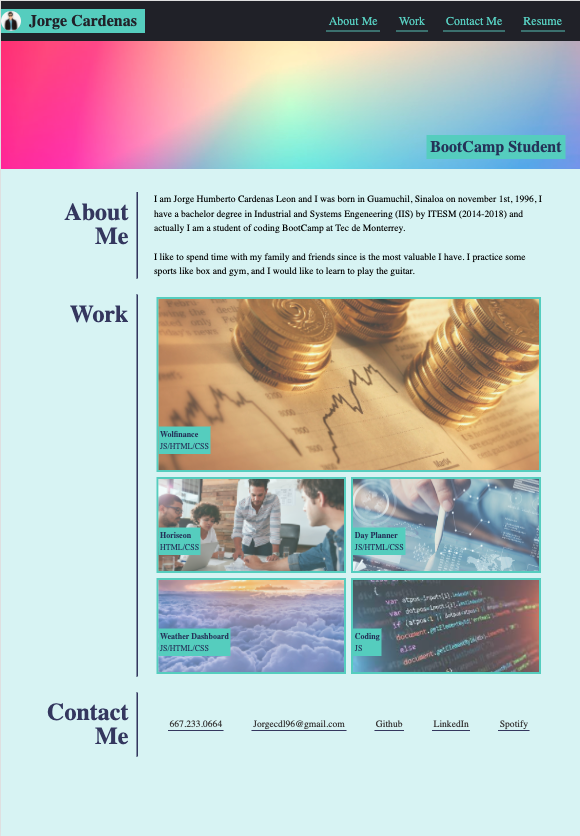 Jorge Cardenas
About Me Work Contact Me Resume
BootCamp Student
About
Me
I am Jorge Humberto Cardenas Leon and I was born in Guamuchil, Sinaloa on november 1st, 1996, I
have a bachelor degree in Industrial and Systems Engeneering (IIS) by ITESM (2014-2018) and
actually I am a student of coding BootCamp at Tec de Monterrey.
I like to spend time with my family and friends since is the most valuable I have. I practice some
sports like box and gym, and I would like to learn to play the guitar.
Work
Wolfinance
JS/HTML/CSS
Horiseon
HTML/CSS
Day Planner
JS/HTML/CSS
Weather Dashboard
JS/HTML/CSS
Coding
JS
else
Contact
Me
667.233.0664 Jorgecdl96@gmail.com Github LinkedIn Spotify